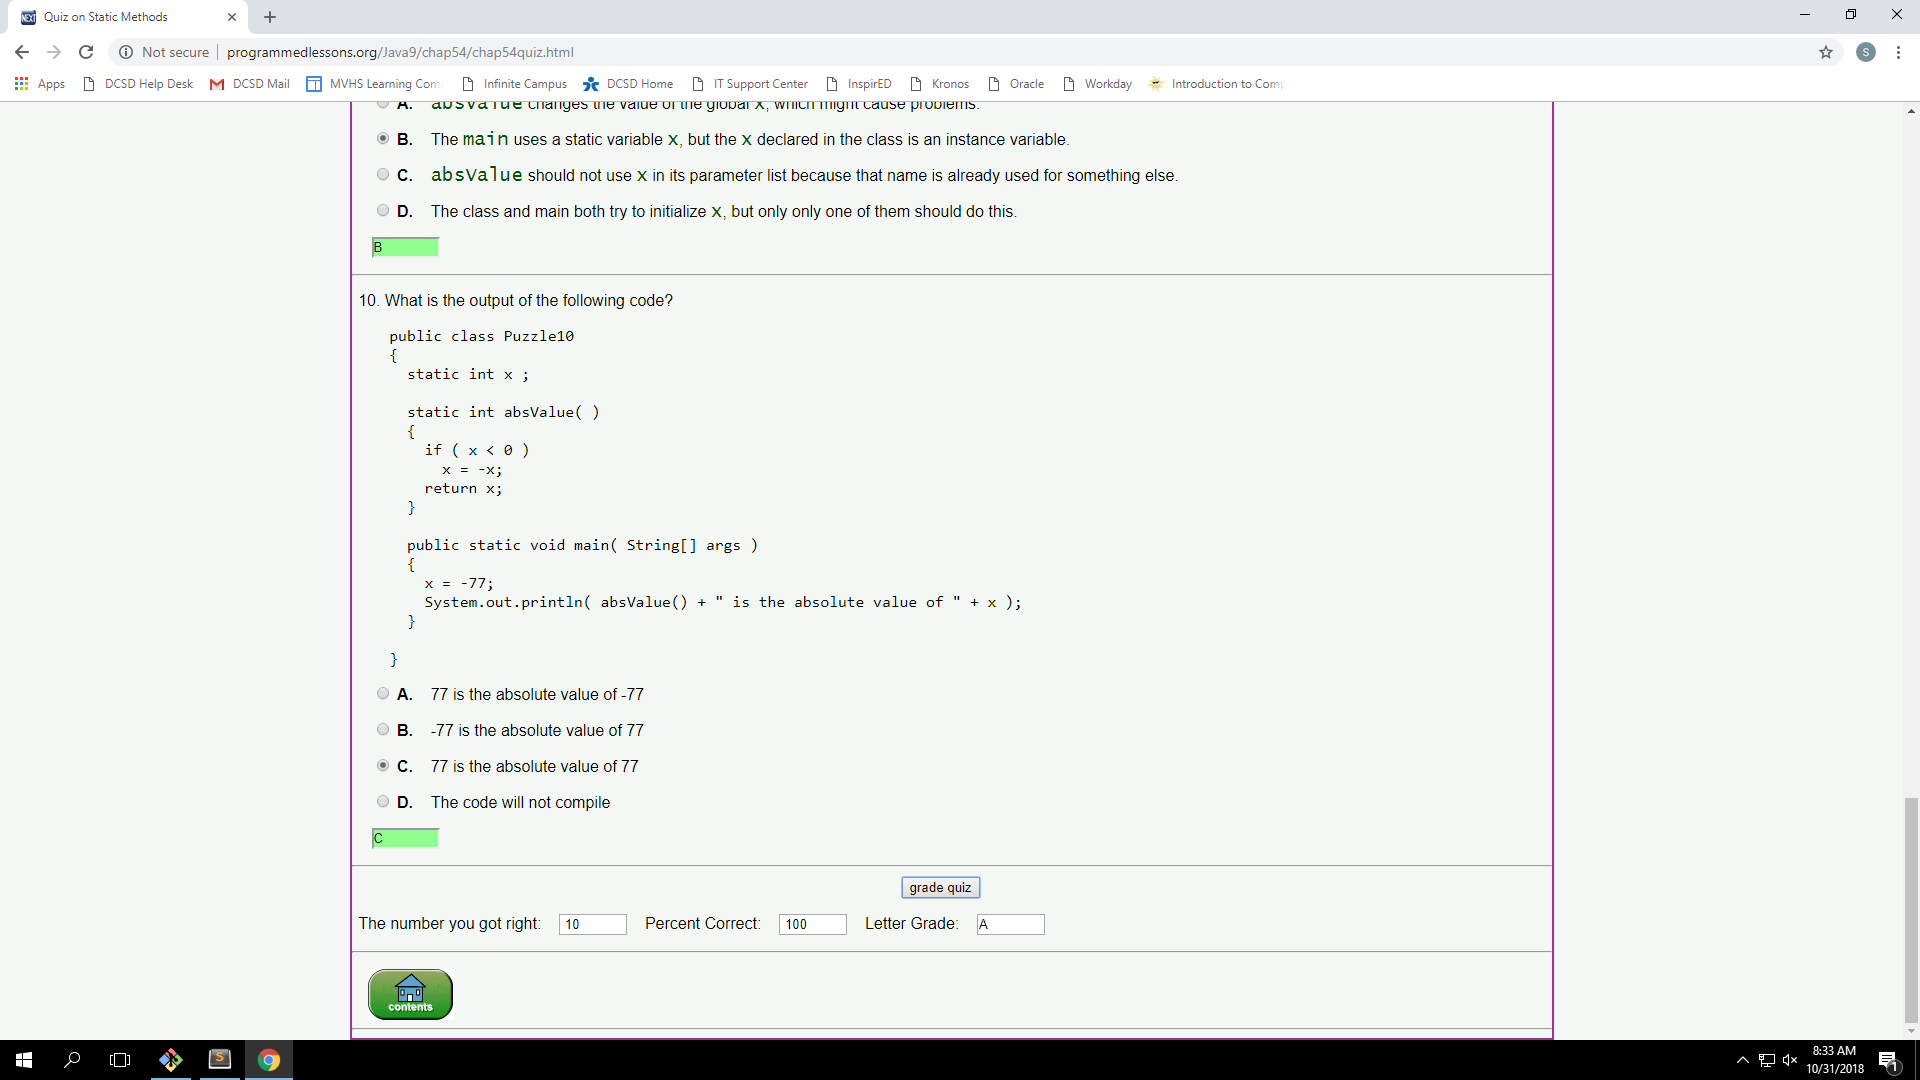 Quiz on Static Methods
Not secure programmedlessons.org/Java9/chap54/chap54quiz.html
S
Apps DCSD Help Desk DCSD Mail MVHS Learning Com Infinite Campus DCSD Home IT Support Center InspirED Kronos Oracle Workday Introduction to Comp
A. absValue changes the value of the global x, which might cause problems.
B. The main uses a static variable x, but the x declared in the class is an instance variable.
C. absValue should not use x in its parameter list because that name is already used for something else.
D. The class and main both try to initialize x, but only only one of them should do this.
B
10. What is the output of the following code?
public class Puzzle10
{
static int x ;
static int absValue( )
{
if ( x < 0 )
x = -x;
return x;
}
public static void main( String[] args )
{
x = -77;
System.out.println( absValue() + " is the absolute value of " + x );
}
}
A. 77 is the absolute value of -77
B. -77 is the absolute value of 77
C. 77 is the absolute value of 77
D. The code will not compile
C
grade quiz
The number you got right: 10 Percent Correct: 100 Letter Grade: A
contents
8:33 AM
10/31/2018
1